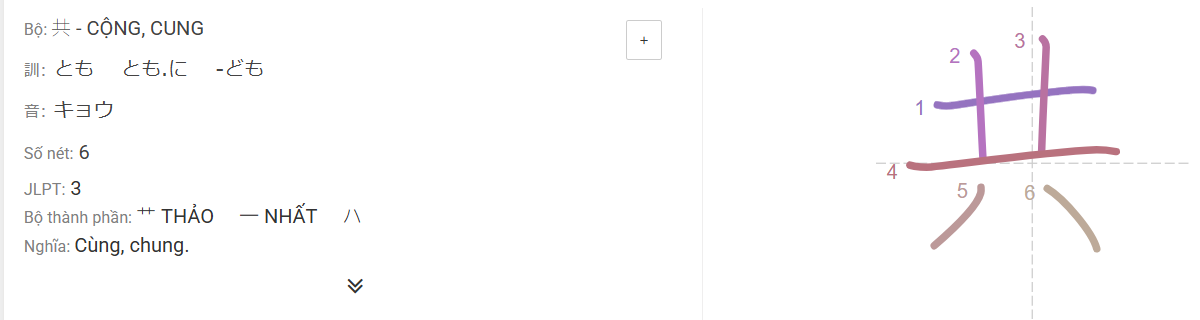 Bộ: 共 - CỘNG, CUNG
訓: とも とも.に -ども
音: キョウ
Số nét: 6
JLPT: 3
Bộ thành phần: 艹 THẢO 一 NHẤT ハ
Nghĩa: Cùng, chung.
+
共
1
2
3
4
5
6